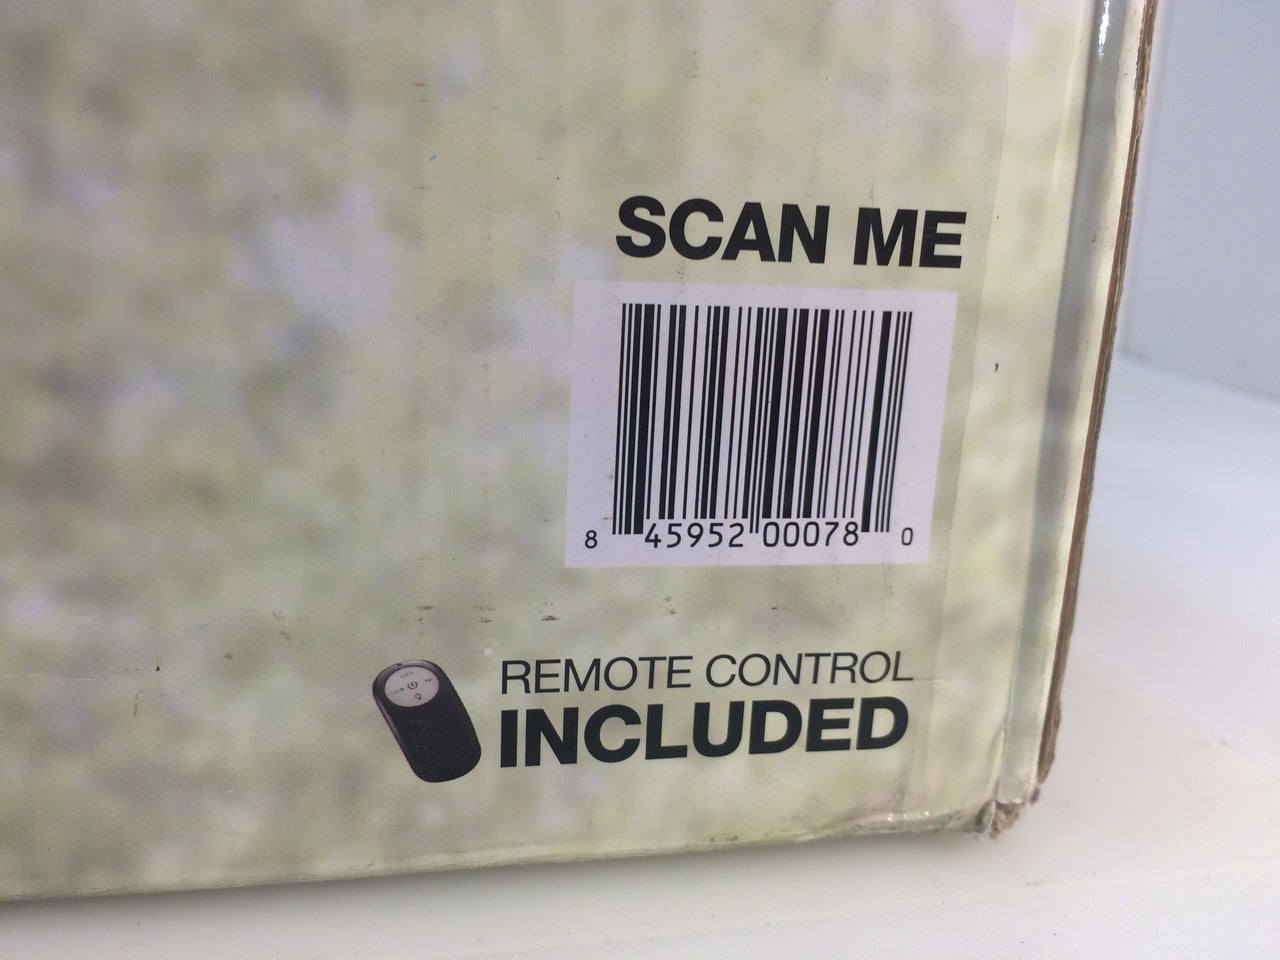 SCAN ME
8 45952 00078 0
REMOTE CONTROL
INCLUDED